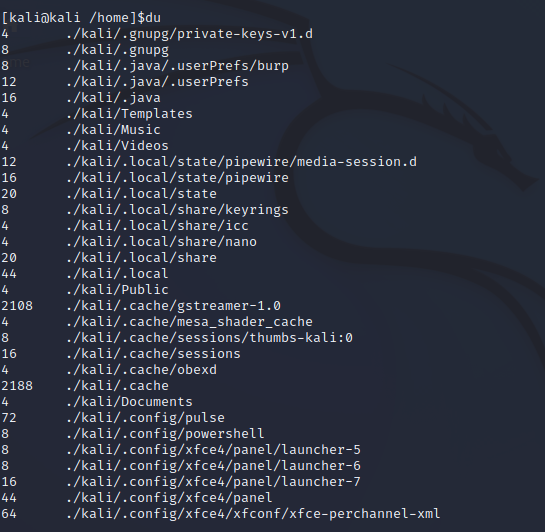 [kali@kali /home]$du
4 ./kali/.gnupg/private-keys-v1.d
8 ./kali/.gnupg
8 ./kali/.java/.userPrefs/burp
12 ./kali/.java/.userPrefs
16 ./kali/.java
4 ./kali/Templates
4 ./kali/Music
4 ./kali/Videos
12 ./kali/.local/state/pipewire/media-session.d
16 ./kali/.local/state/pipewire
20 ./kali/.local/state
8 ./kali/.local/share/keyrings
4 ./kali/.local/share/icc
4 ./kali/.local/share/nano
20 ./kali/.local/share
44 ./kali/.local
4 ./kali/Public
2108 ./kali/.cache/gstreamer-1.0
4 ./kali/.cache/mesa_shader_cache
8 ./kali/.cache/sessions/thumbs-kali:0
16 ./kali/.cache/sessions
4 ./kali/.cache/obexd
2188 ./kali/.cache
4 ./kali/Documents
72 ./kali/.config/pulse
8 ./kali/.config/powershell
8 ./kali/.config/xfce4/panel/launcher-5
8 ./kali/.config/xfce4/panel/launcher-6
16 ./kali/.config/xfce4/panel/launcher-7
44 ./kali/.config/xfce4/panel
64 ./kali/.config/xfce4/xfconf/xfce-perchannel-xml